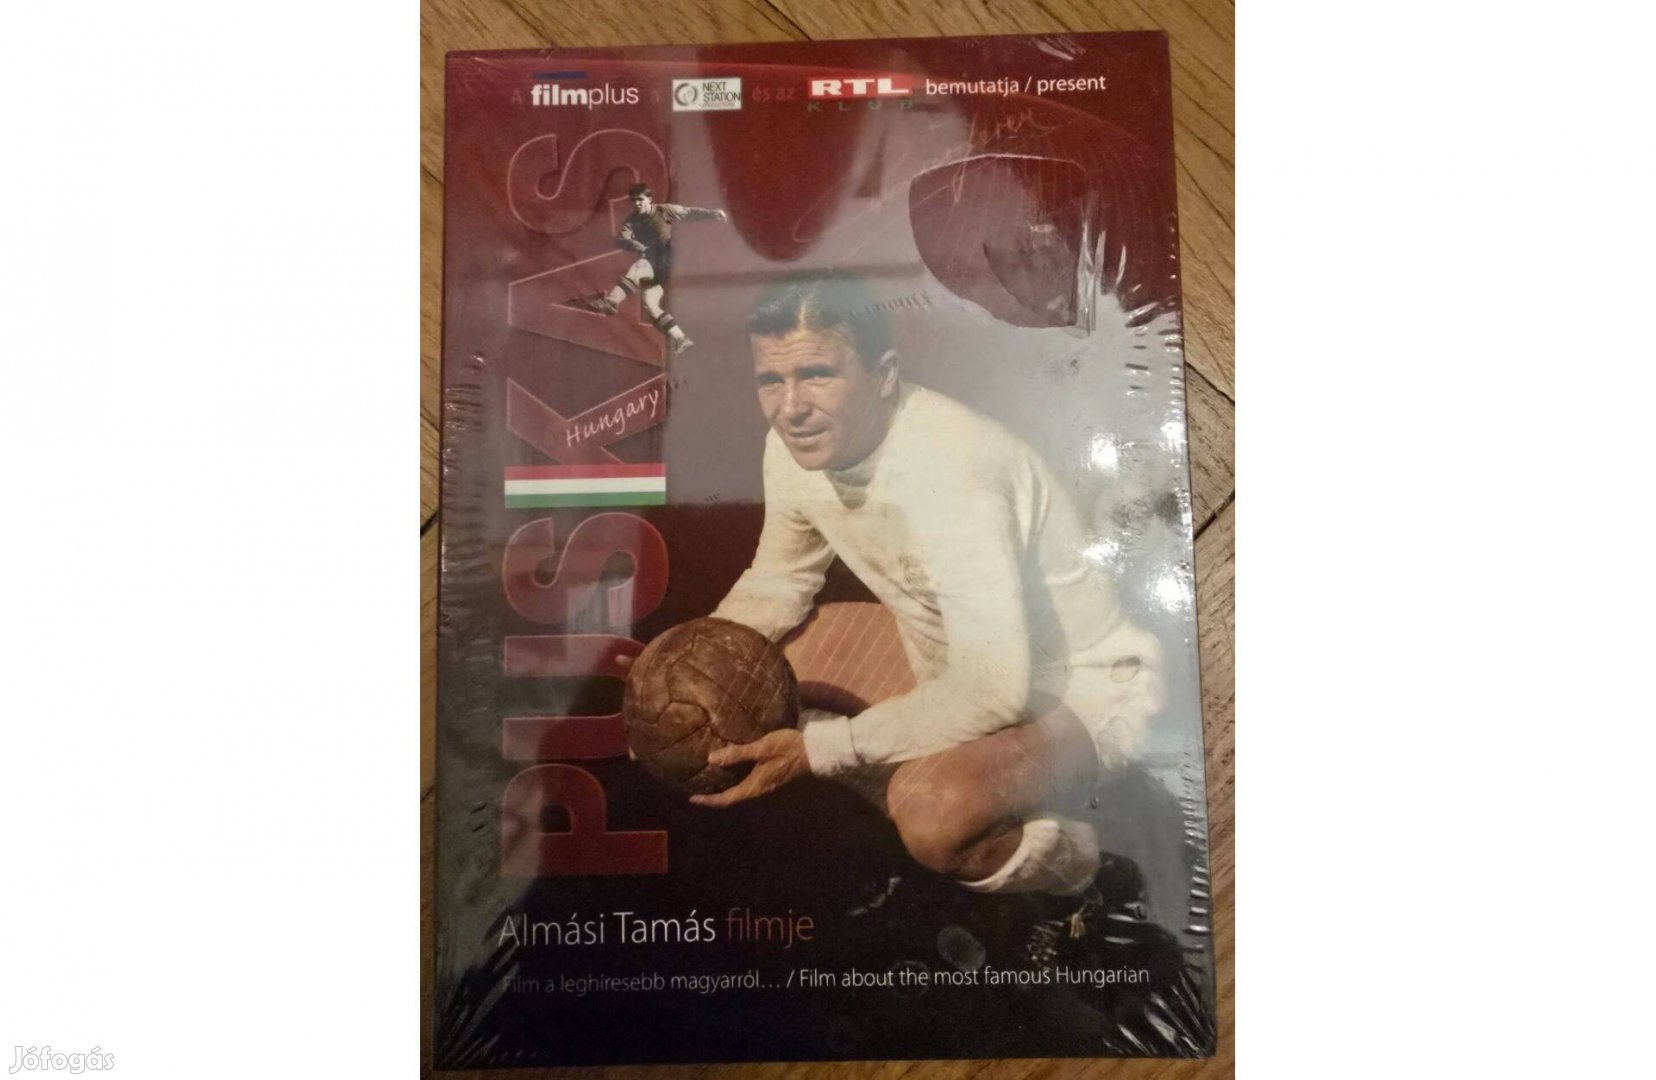 A filmplus a NEXT STATION és az RTL KLUB bemutatja / present
PUSKAS
Hungary
Almási Tamás filmje
Film a leghíresebb magyarról... / Film about the most famous Hungarian
Jófogás